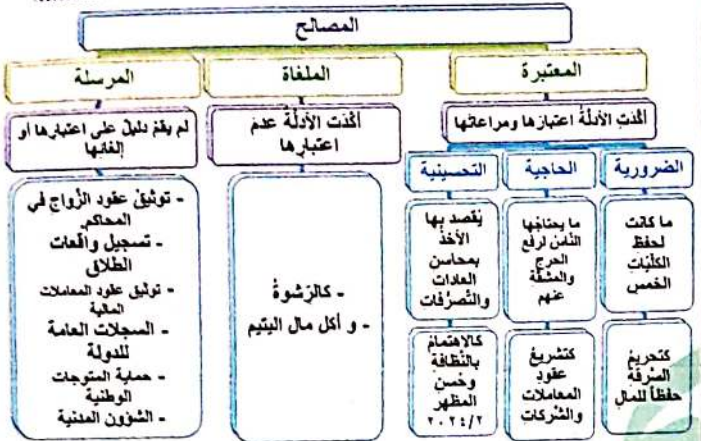 المصالح
المعتبرة
أكدت الأدلة اعتبارها ومراعاتها
الضرورية
ما كانت
لحفظ
الكليات
الخمس
كتحريم
السرقة
حفظاً للمال
الحاجية
ما يحتاجها
الناس لرفع
الحرج
والمشقة
عنهم
كتشريع
عقود
المعاملات
والشركات
التحسينية
يقصد بها
الأخذ
بمحاسن
العادات
والتصرفات
كالاهتمام
بالنظافة
وحسن
المظهر
٢٠٢٤/٢
الملغاة
أكدت الأدلة عدم
اعتبارها
- كالرشوة
- و أكل مال اليتيم
المرسلة
لم يقم دليل على اعتبارها أو
إلغائها
- توثيق عقود الزواج في
المحاكم
- تسجيل واقعات
الطلاق
- توثيق عقود المعاملات
المالية
- السجلات العامة
للدولة
- حماية المتوجات
الوطنية
- الشؤون المدنية